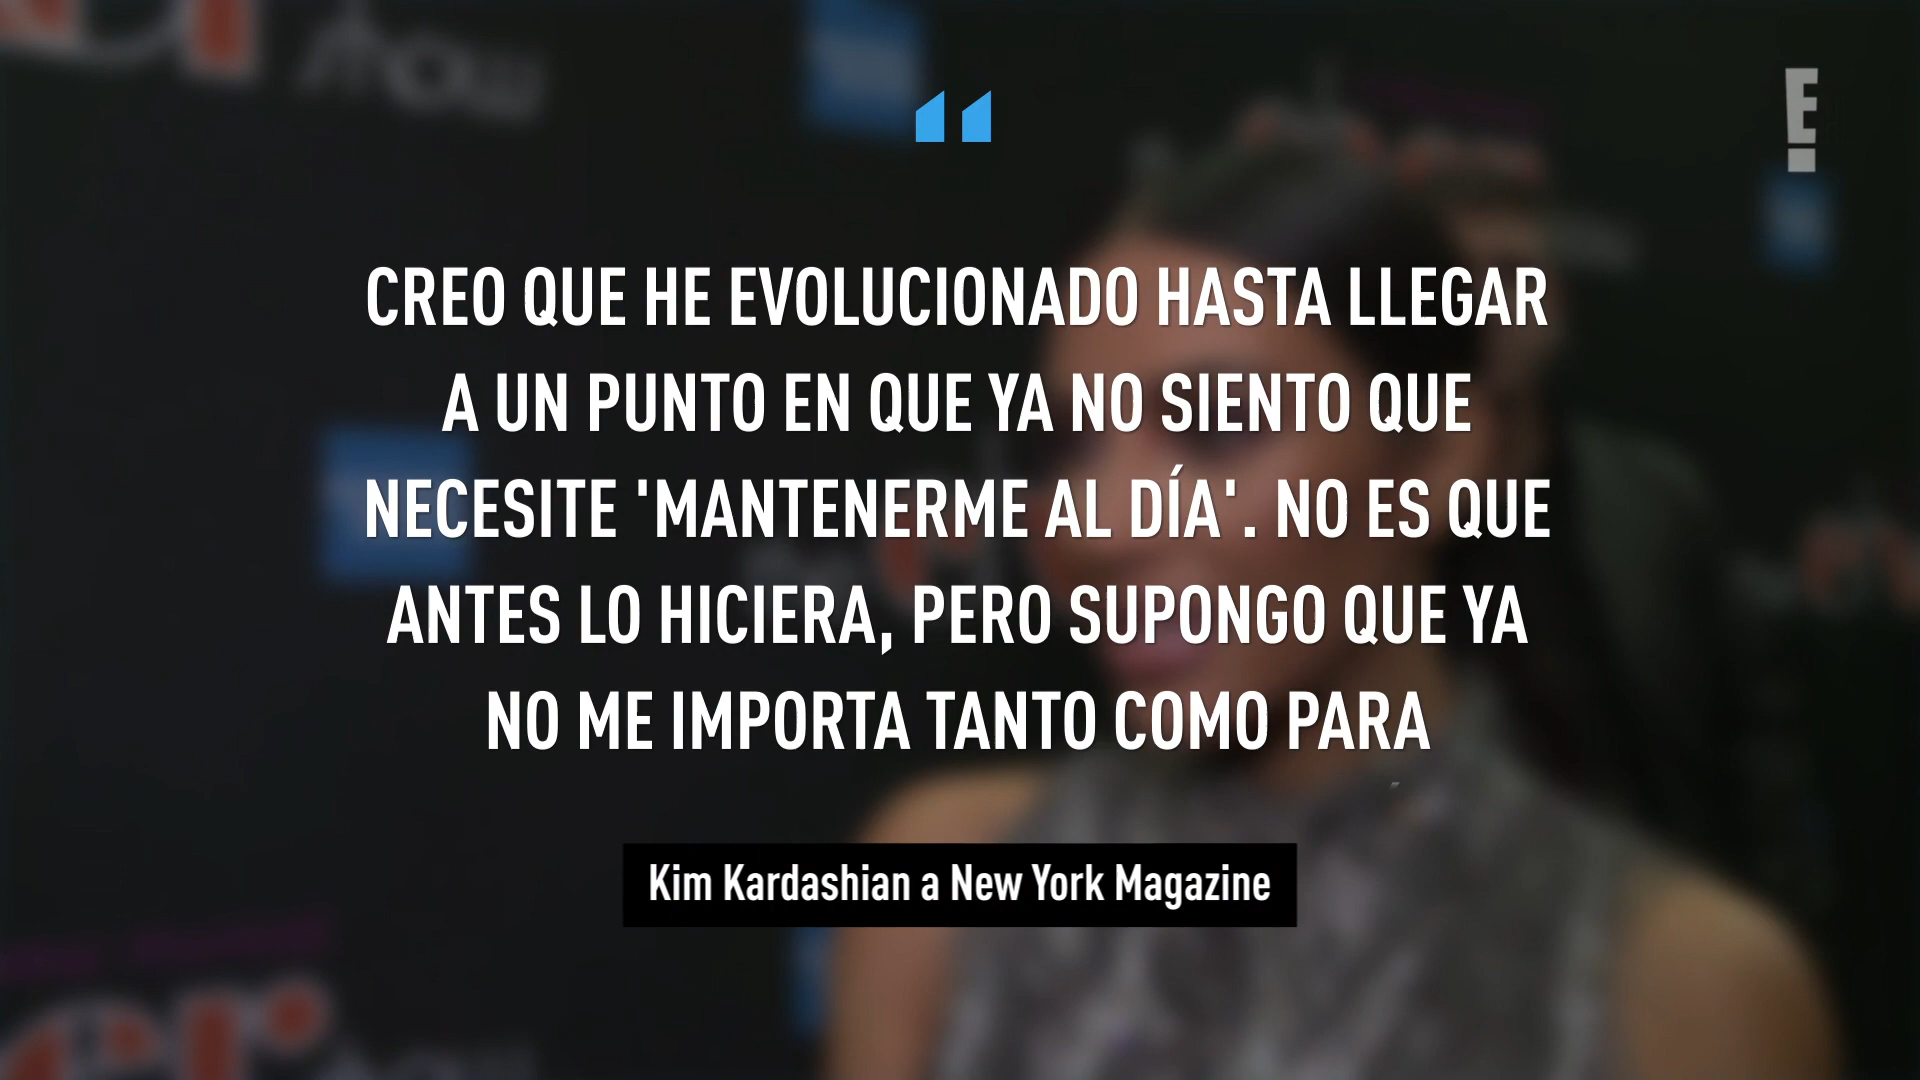 E!
CREO QUE HE EVOLUCIONADO HASTA LLEGAR
A UN PUNTO EN QUE YA NO SIENTO QUE
NECESITE 'MANTENERME AL DÍA'. NO ES QUE
ANTES LO HICIERA, PERO SUPONGO QUE YA
NO ME IMPORTA TANTO COMO PARA
Kim Kardashian a New York Magazine